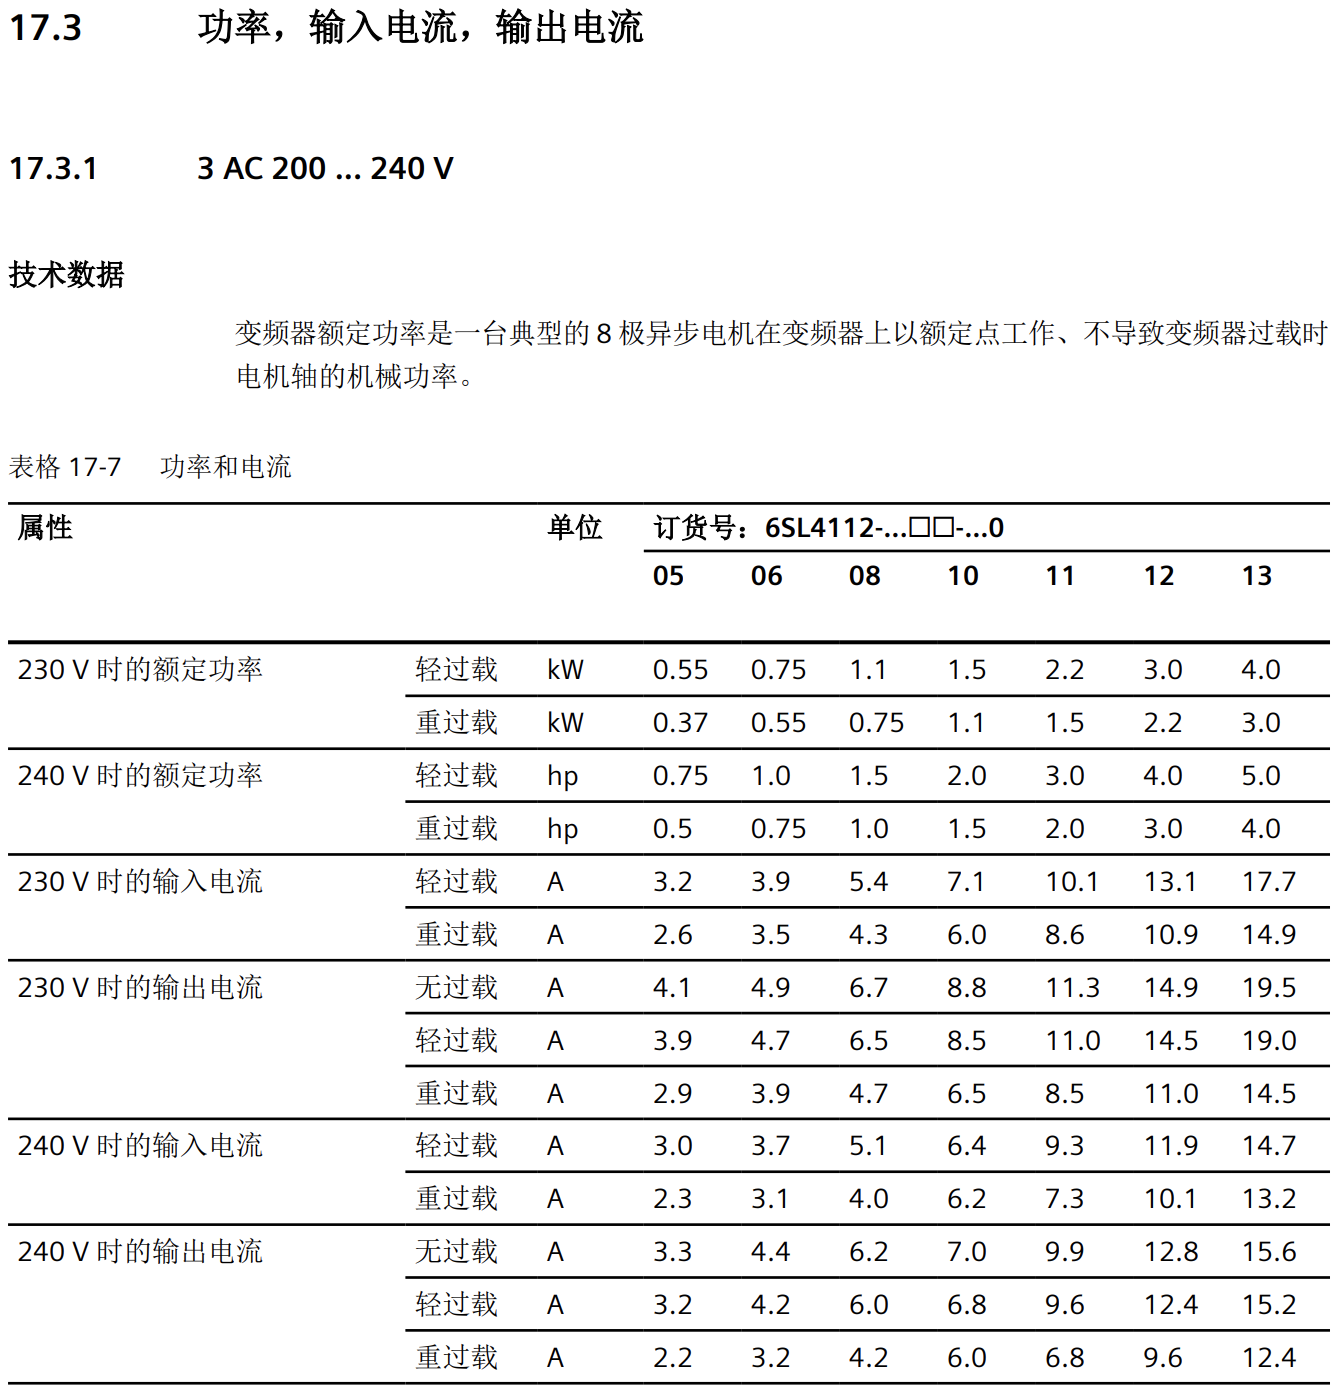 17.3 功率，输入电流，输出电流
17.3.1 3 AC 200 ... 240 V
技术数据
变频器额定功率是一台典型的 8 极异步电机在变频器上以额定点工作、不导致变频器过载时
电机轴的机械功率。
表格 17-7 功率和电流
属性 单位 订货号：6SL4112-...□□-...0
05 06 08 10 11 12 13
230 V 时的额定功率 轻过载 kW 0.55 0.75 1.1 1.5 2.2 3.0 4.0
重过载 kW 0.37 0.55 0.75 1.1 1.5 2.2 3.0
240 V 时的额定功率 轻过载 hp 0.75 1.0 1.5 2.0 3.0 4.0 5.0
重过载 hp 0.5 0.75 1.0 1.5 2.0 3.0 4.0
230 V 时的输入电流 轻过载 A 3.2 3.9 5.4 7.1 10.1 13.1 17.7
重过载 A 2.6 3.5 4.3 6.0 8.6 10.9 14.9
230 V 时的输出电流 无过载 A 4.1 4.9 6.7 8.8 11.3 14.9 19.5
轻过载 A 3.9 4.7 6.5 8.5 11.0 14.5 19.0
重过载 A 2.9 3.9 4.7 6.5 8.5 11.0 14.5
240 V 时的输入电流 轻过载 A 3.0 3.7 5.1 6.4 9.3 11.9 14.7
重过载 A 2.3 3.1 4.0 6.2 7.3 10.1 13.2
240 V 时的输出电流 无过载 A 3.3 4.4 6.2 7.0 9.9 12.8 15.6
轻过载 A 3.2 4.2 6.0 6.8 9.6 12.4 15.2
重过载 A 2.2 3.2 4.2 6.0 6.8 9.6 12.4